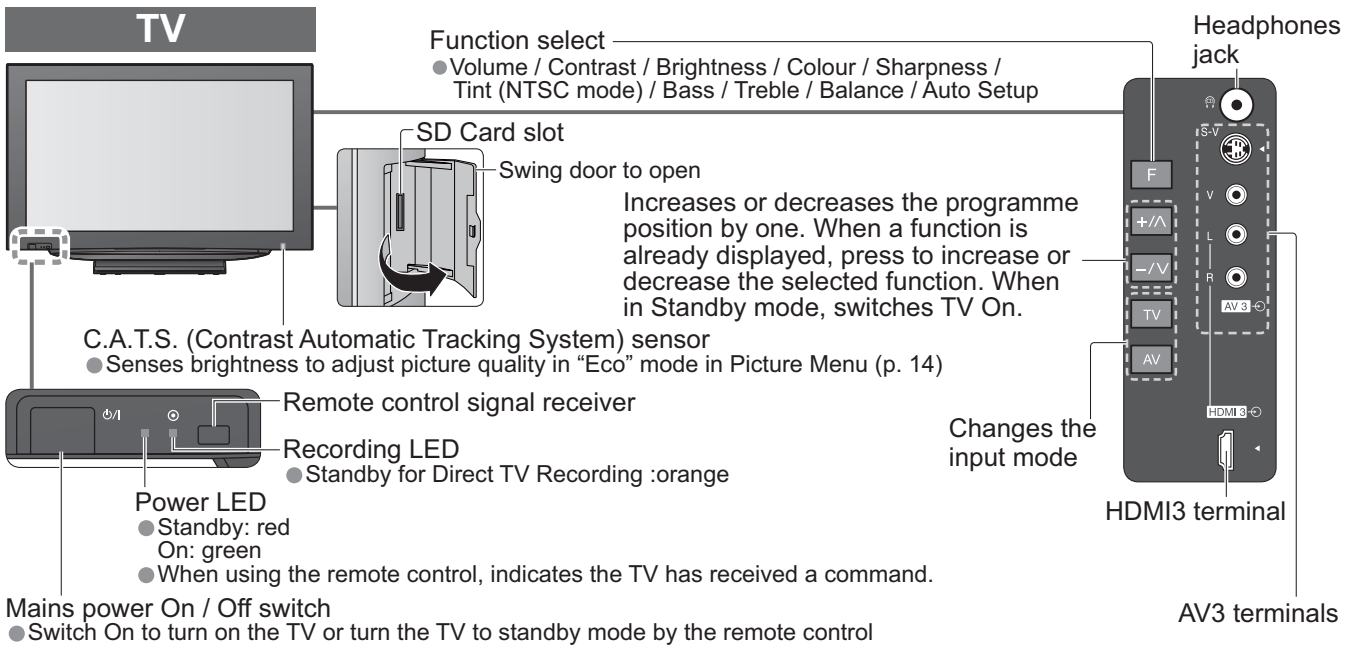 TV
Function select
● Volume / Contrast / Brightness / Colour / Sharpness /
Tint (NTSC mode) / Bass / Treble / Balance / Auto Setup
Headphones
jack
SD Card slot
Swing door to open
Increases or decreases the programme
position by one. When a function is
already displayed, press to increase or
decrease the selected function. When
in Standby mode, switches TV On.
S-V
F
V
+/∧
L
−/∨
R
TV
AV 3
AV
HDMI 3
C.A.T.S. (Contrast Automatic Tracking System) sensor
● Senses brightness to adjust picture quality in “Eco” mode in Picture Menu (p. 14)
⏻/I
Remote control signal receiver
Recording LED
● Standby for Direct TV Recording :orange
Changes the
input mode
Power LED
● Standby: red
On: green
● When using the remote control, indicates the TV has received a command.
HDMI3 terminal
Mains power On / Off switch
● Switch On to turn on the TV or turn the TV to standby mode by the remote control
AV3 terminals